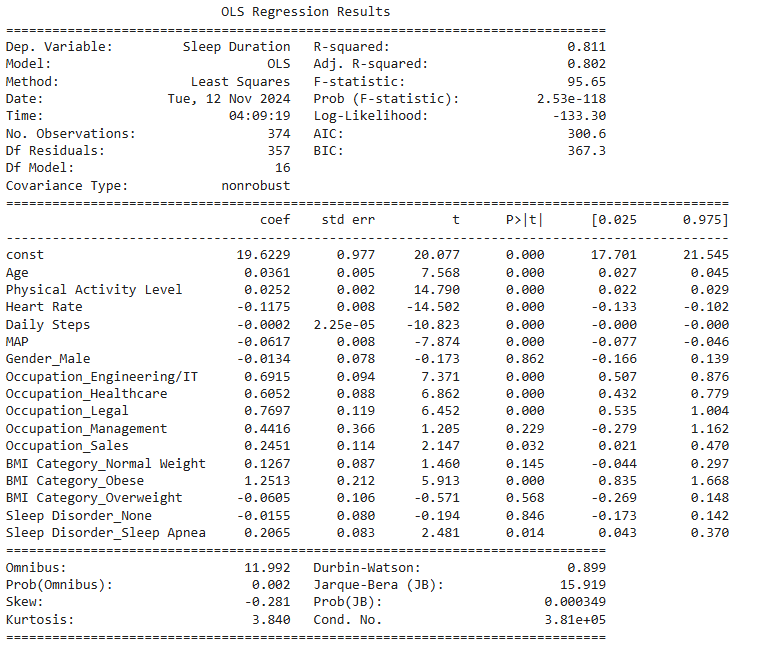 OLS Regression Results
==============================================================================
Dep. Variable:         Sleep Duration   R-squared:                       0.811
Model:                            OLS   Adj. R-squared:                  0.802
Method:                 Least Squares   F-statistic:                     95.65
Date:                Tue, 12 Nov 2024   Prob (F-statistic):          2.53e-118
Time:                        04:09:19   Log-Likelihood:                -133.30
No. Observations:                 374   AIC:                             300.6
Df Residuals:                     357   BIC:                             367.3
Df Model:                          16
Covariance Type:            nonrobust
==============================================================================================
                                 coef    std err          t      P>|t|      [0.025      0.975]
----------------------------------------------------------------------------------------------
const                         19.6229      0.977     20.077      0.000      17.701      21.545
Age                            0.0361      0.005      7.568      0.000       0.027       0.045
Physical Activity Level        0.0252      0.002     14.790      0.000       0.022       0.029
Heart Rate                    -0.1175      0.008    -14.502      0.000      -0.133      -0.102
Daily Steps                   -0.0002   2.25e-05    -10.823      0.000      -0.000      -0.000
MAP                           -0.0617      0.008     -7.874      0.000      -0.077      -0.046
Gender_Male                   -0.0134      0.078     -0.173      0.862      -0.166       0.139
Occupation_Engineering/IT      0.6915      0.094      7.371      0.000       0.507       0.876
Occupation_Healthcare          0.6052      0.088      6.862      0.000       0.432       0.779
Occupation_Legal               0.7697      0.119      6.452      0.000       0.535       1.004
Occupation_Management          0.4416      0.366      1.205      0.229      -0.279       1.162
Occupation_Sales               0.2451      0.114      2.147      0.032       0.021       0.470
BMI Category_Normal Weight     0.1267      0.087      1.460      0.145      -0.044       0.297
BMI Category_Obese             1.2513      0.212      5.913      0.000       0.835       1.668
BMI Category_Overweight       -0.0605      0.106     -0.571      0.568      -0.269       0.148
Sleep Disorder_None           -0.0155      0.080     -0.194      0.846      -0.173       0.142
Sleep Disorder_Sleep Apnea     0.2065      0.083      2.481      0.014       0.043       0.370
==============================================================================
Omnibus:                       11.992   Durbin-Watson:                   0.899
Prob(Omnibus):                  0.002   Jarque-Bera (JB):               15.919
Skew:                          -0.281   Prob(JB):                     0.000349
Kurtosis:                       3.840   Cond. No.                     3.81e+05
==============================================================================